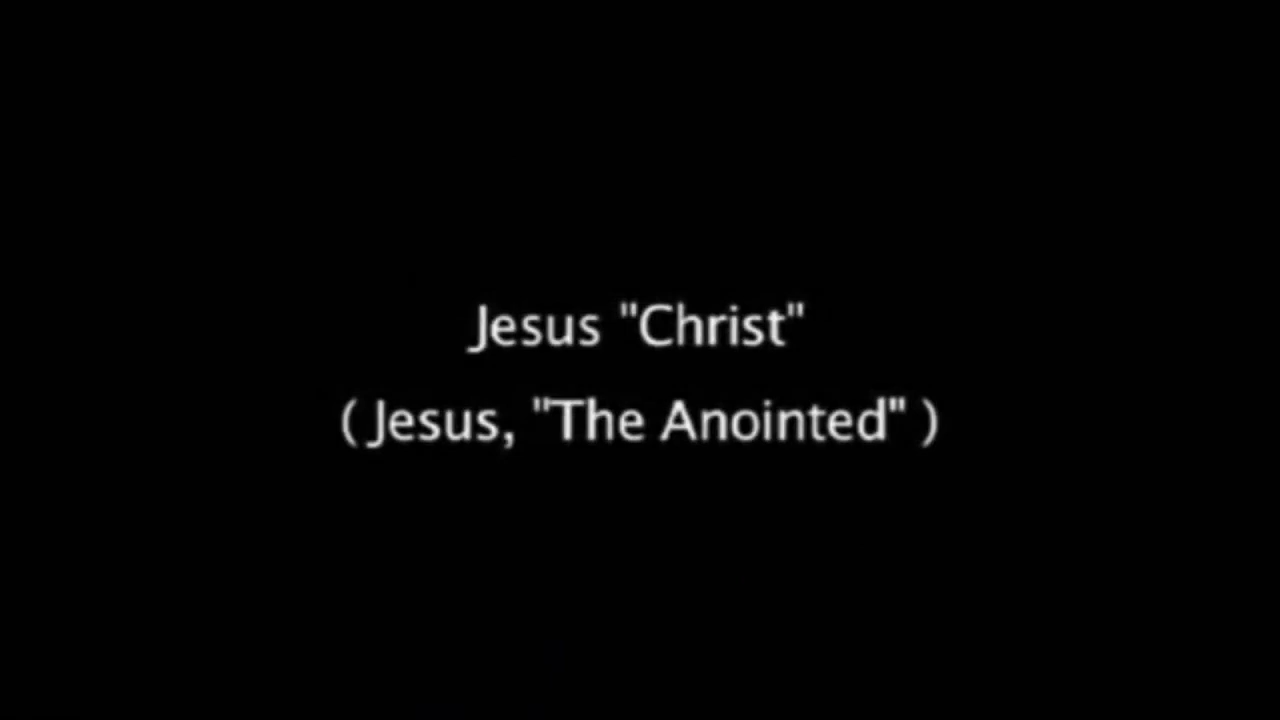 Jesus "Christ"
( Jesus, "The Anointed" )